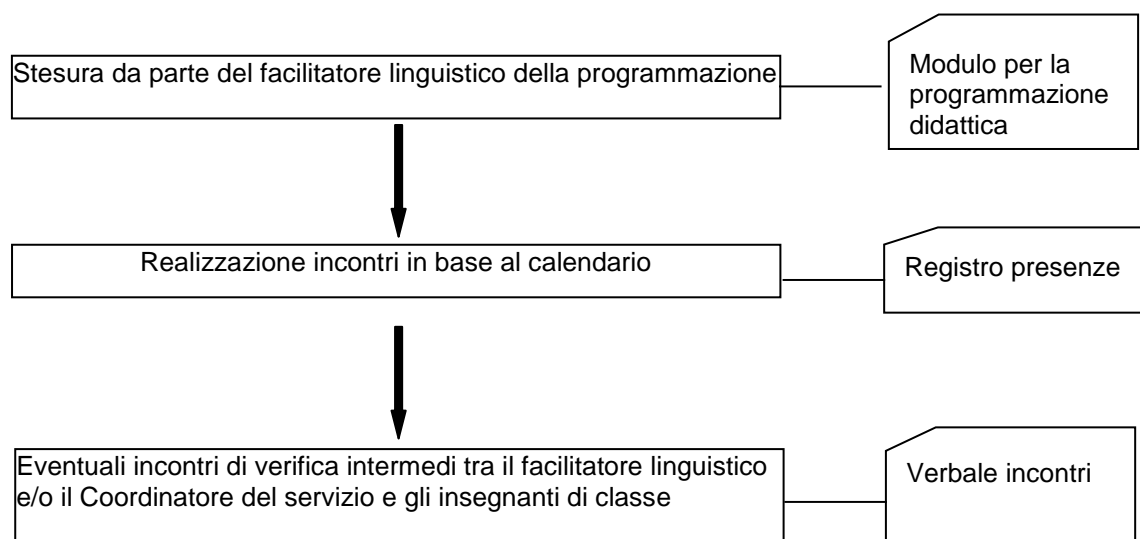 Stesura da parte del facilitatore linguistico della programmazione
Modulo per la
programmazione
didattica
Realizzazione incontri in base al calendario
Registro presenze
Eventuali incontri di verifica intermedi tra il facilitatore linguistico
e/o il Coordinatore del servizio e gli insegnanti di classe
Verbale incontri